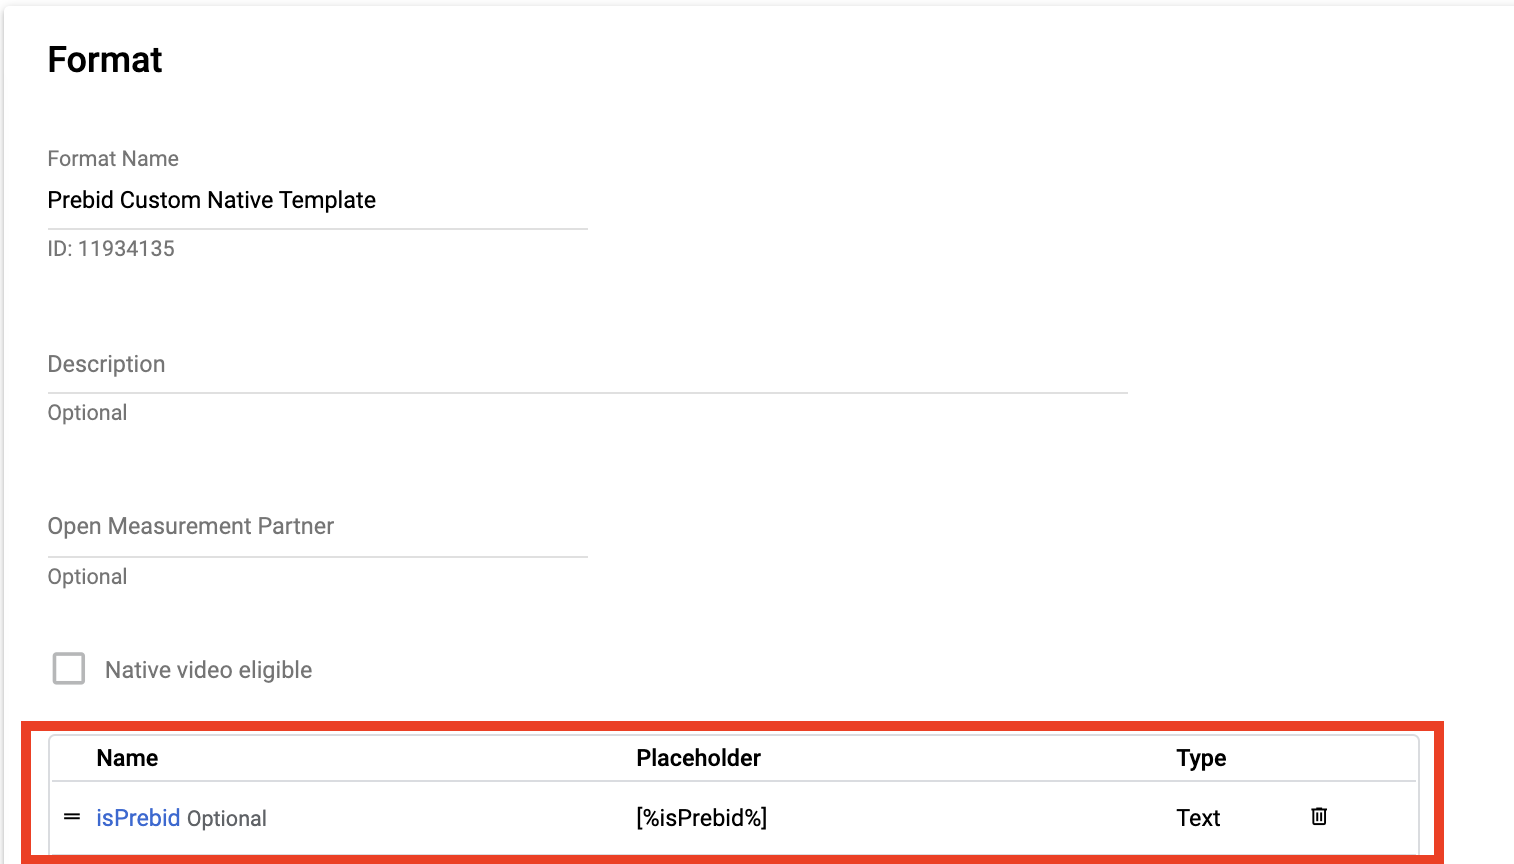 Format
Format Name
Prebid Custom Native Template
ID: 11934135
Description
Optional
Open Measurement Partner
Optional
Native video eligible
Name Placeholder Type
isPrebid Optional [%isPrebid%] Text